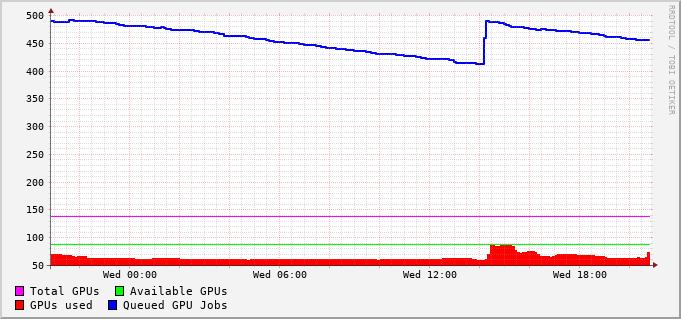 500
450
400
350
300
250
200
150
100
50
Wed 00:00 Wed 06:00 Wed 12:00 Wed 18:00
Total GPUs Available GPUs
GPUs used Queued GPU Jobs
RRDTOOL / TOBI OETIKER